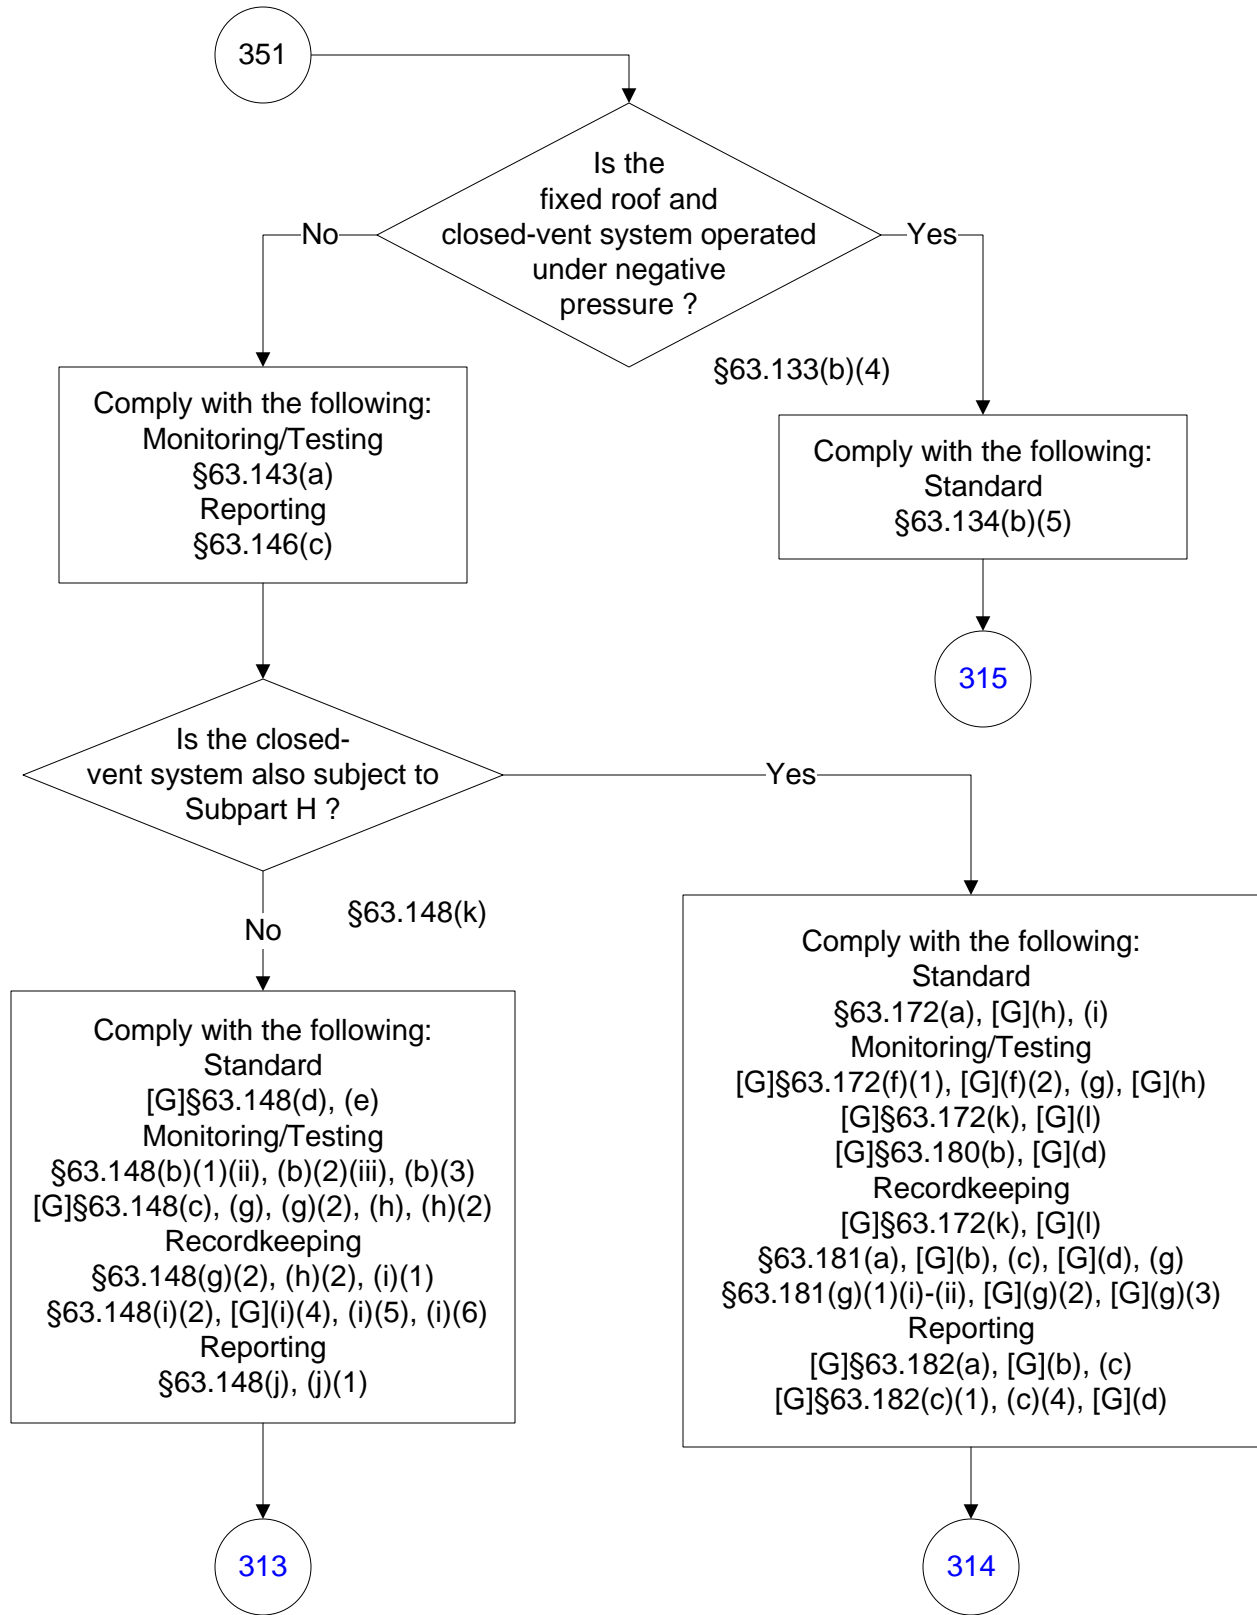 351
Is the
fixed roof and
closed-vent system operated
under negative
pressure ?
No
Yes
§63.133(b)(4)
Comply with the following:
Monitoring/Testing
§63.143(a)
Reporting
§63.146(c)
Comply with the following:
Standard
§63.134(b)(5)
315
Is the closed-
vent system also subject to
Subpart H ?
Yes
No
§63.148(k)
Comply with the following:
Standard
[G]§63.148(d), (e)
Monitoring/Testing
§63.148(b)(1)(ii), (b)(2)(iii), (b)(3)
[G]§63.148(c), (g), (g)(2), (h), (h)(2)
Recordkeeping
§63.148(g)(2), (h)(2), (i)(1)
§63.148(i)(2), [G](i)(4), (i)(5), (i)(6)
Reporting
§63.148(j), (j)(1)
313
Comply with the following:
Standard
§63.172(a), [G](h), (i)
Monitoring/Testing
[G]§63.172(f)(1), [G](f)(2), (g), [G](h)
[G]§63.172(k), [G](l)
[G]§63.180(b), [G](d)
Recordkeeping
[G]§63.172(k), [G](l)
§63.181(a), [G](b), (c), [G](d), (g)
§63.181(g)(1)(i)-(ii), [G](g)(2), [G](g)(3)
Reporting
[G]§63.182(a), [G](b), (c)
[G]§63.182(c)(1), (c)(4), [G](d)
314